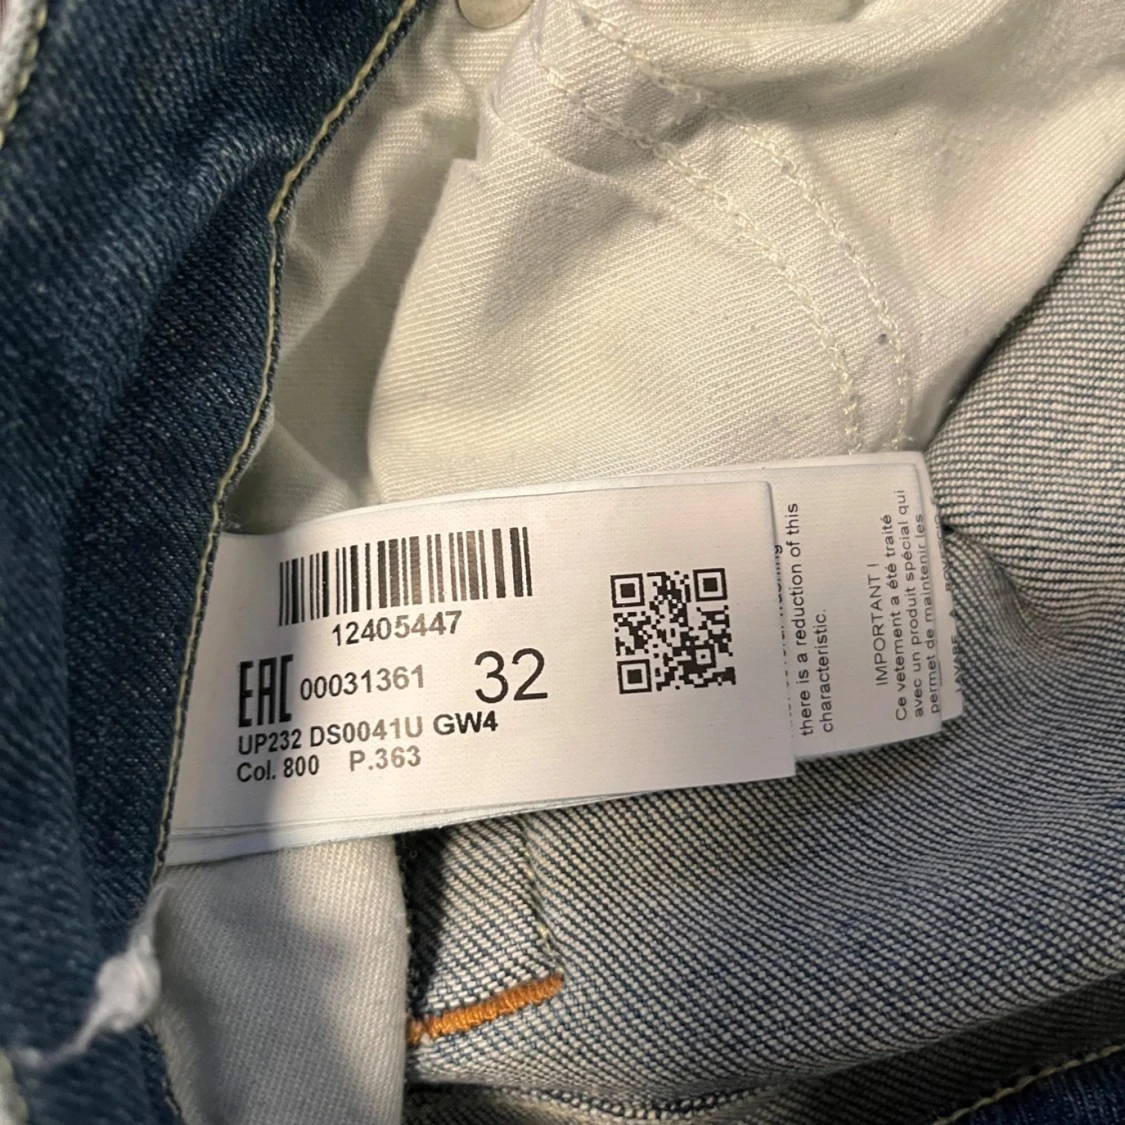 12405447
EAC 00031361 32
UP232 DS0041U GW4
Col. 800 P.363
there is a reduction of this
characteristic.
IMPORTANT !
Ce vetement a été traité
avec un produit spécial qui
permet de maintenir les